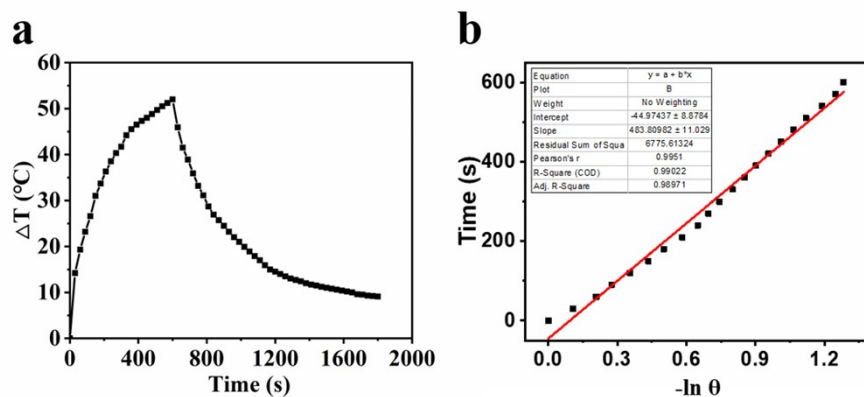 a
60
50
40
30
20
10
0
△T (℃)
0 400 800 1200 1600 2000
Time (s)
b
Equation y = a + b*x
Plot B
Weight No Weighting
Intercept -44.97437 ± 8.8784
Slope 483.80982 ± 11.029
Residual Sum of Squa 6775.61324
Pearson's r 0.9951
R-Square (COD) 0.99022
Adj. R-Square 0.98971
600
400
200
0
Time (s)
0.0 0.3 0.6 0.9 1.2
-ln θ